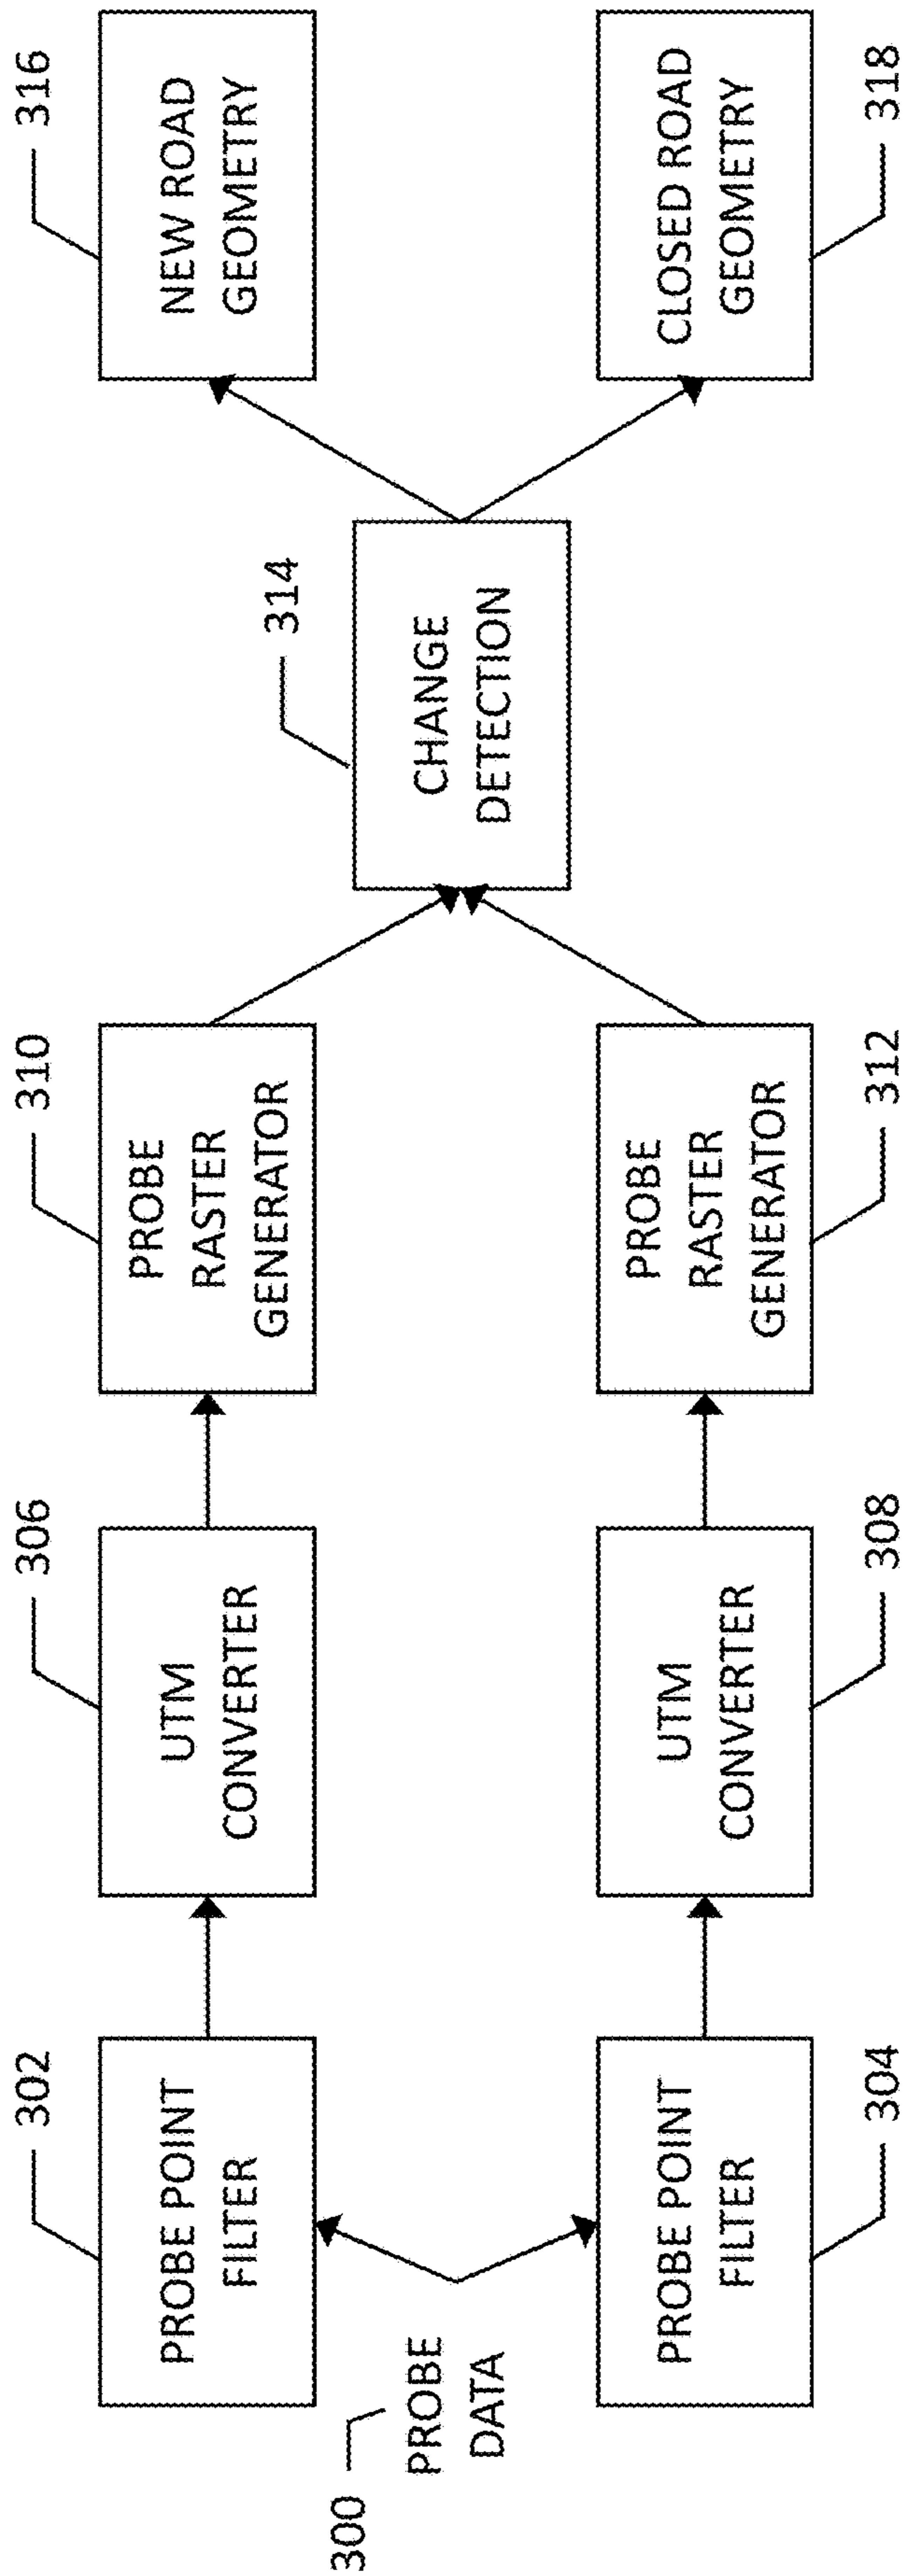 300
PROBE
DATA
302
PROBE POINT
FILTER
306
UTM
CONVERTER
310
PROBE
RASTER
GENERATOR
304
PROBE POINT
FILTER
308
UTM
CONVERTER
312
PROBE
RASTER
GENERATOR
314
CHANGE
DETECTION
316
NEW ROAD
GEOMETRY
318
CLOSED ROAD
GEOMETRY